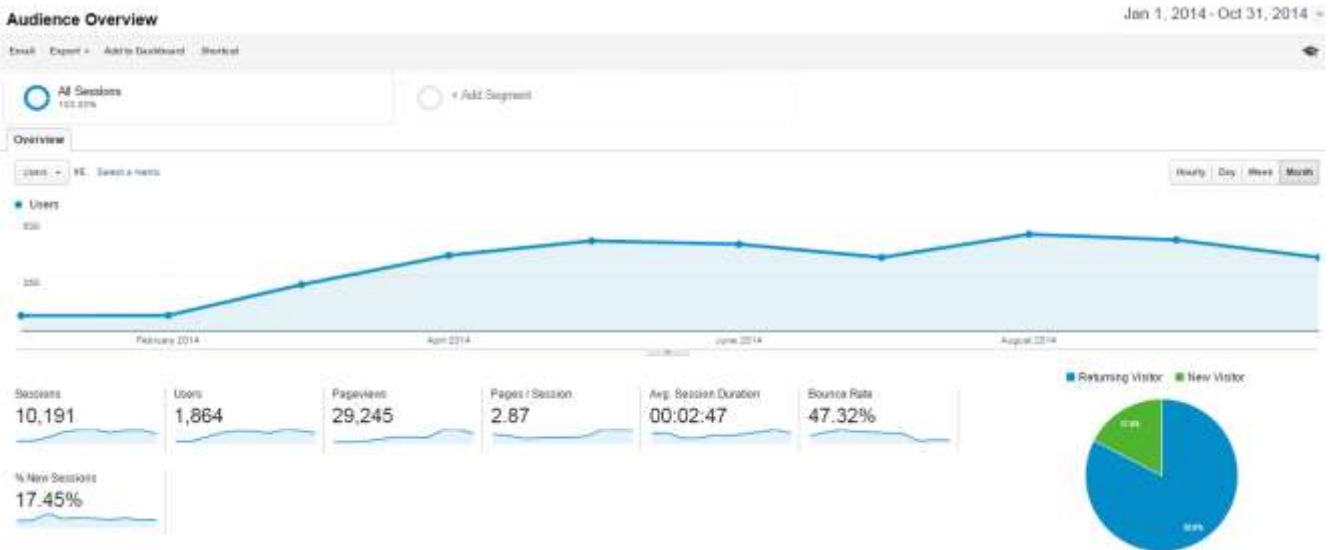 Audience Overview
Jan 1, 2014 - Oct 31, 2014
Email Export Add to Dashboard Shortcut
All Sessions
+ Add Segment
Overview
Users VS. Select a metric
Hourly Day Week Month
Users
250
February 2014 April 2014 June 2014 August 2014
Returning Visitor New Visitor
Sessions Users Pageviews Pages / Session Avg. Session Duration Bounce Rate
10,191 1,864 29,245 2.87 00:02:47 47.32%
% New Sessions
17.45%